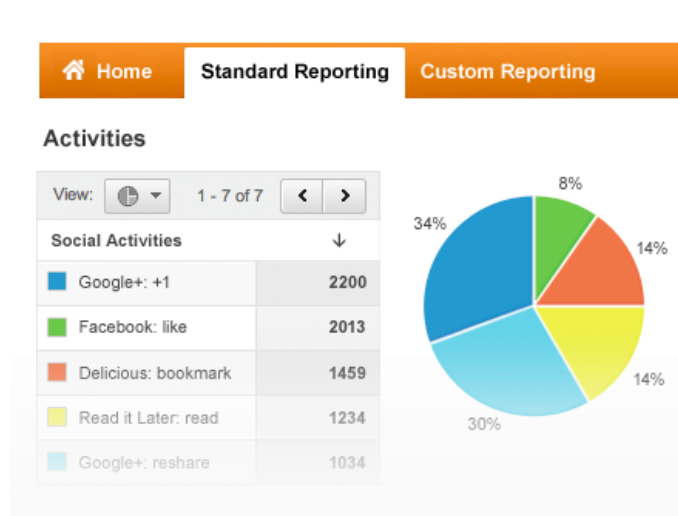 Home Standard Reporting Custom Reporting
Activities
View: 1 - 7 of 7
Social Activities
Google+: +1 2200
Facebook: like 2013
Delicious: bookmark 1459
Read it Later: read 1234
Google+: reshare 1034
8%
34%
14%
14%
30%